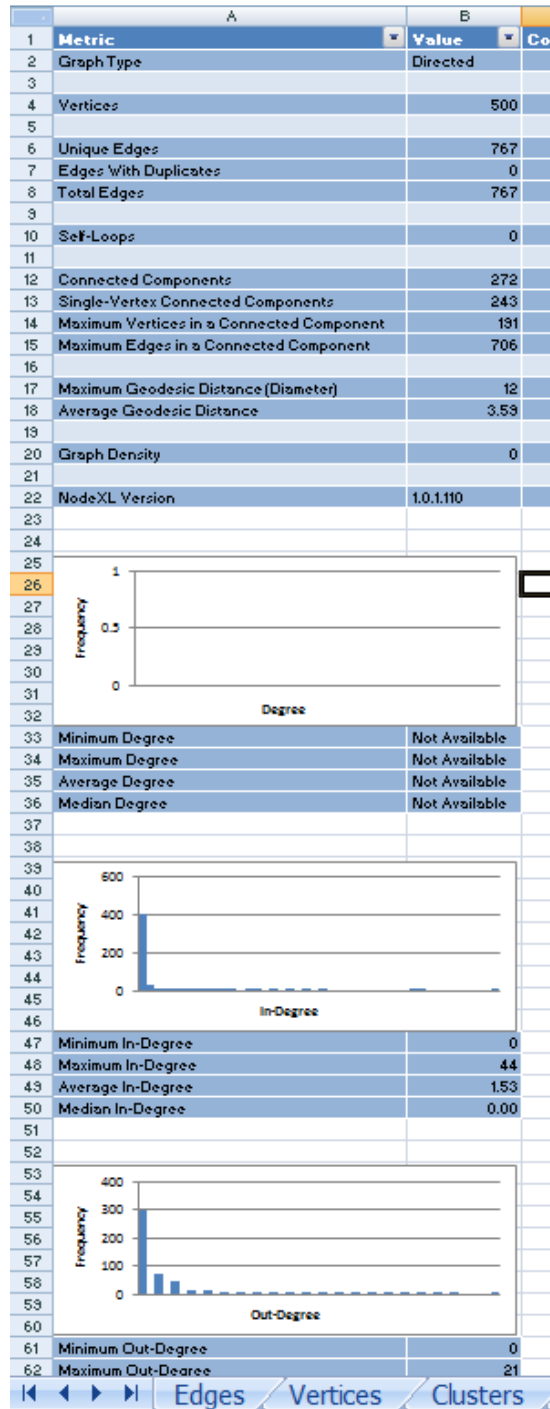 A B
1 Metric Value Co
2 Graph Type Directed
3
4 Vertices 500
5
6 Unique Edges 767
7 Edges With Duplicates 0
8 Total Edges 767
9
10 Self-Loops 0
11
12 Connected Components 272
13 Single-Vertex Connected Components 243
14 Maximum Vertices in a Connected Component 191
15 Maximum Edges in a Connected Component 706
16
17 Maximum Geodesic Distance (Diameter) 12
18 Average Geodesic Distance 3.59
19
20 Graph Density 0
21
22 NodeXL Version 1.0.1.110
23
24
25
26
27
28
29
30
31
32
1
0.5
0
Frequency
Degree
33 Minimum Degree Not Available
34 Maximum Degree Not Available
35 Average Degree Not Available
36 Median Degree Not Available
37
38
39
40
41
42
43
44
45
46
600
400
200
0
Frequency
In-Degree
47 Minimum In-Degree 0
48 Maximum In-Degree 44
49 Average In-Degree 1.53
50 Median In-Degree 0.00
51
52
53
54
55
56
57
58
59
60
400
300
200
100
0
Frequency
Out-Degree
61 Minimum Out-Degree 0
62 Maximum Out-Degree 21
Edges Vertices Clusters